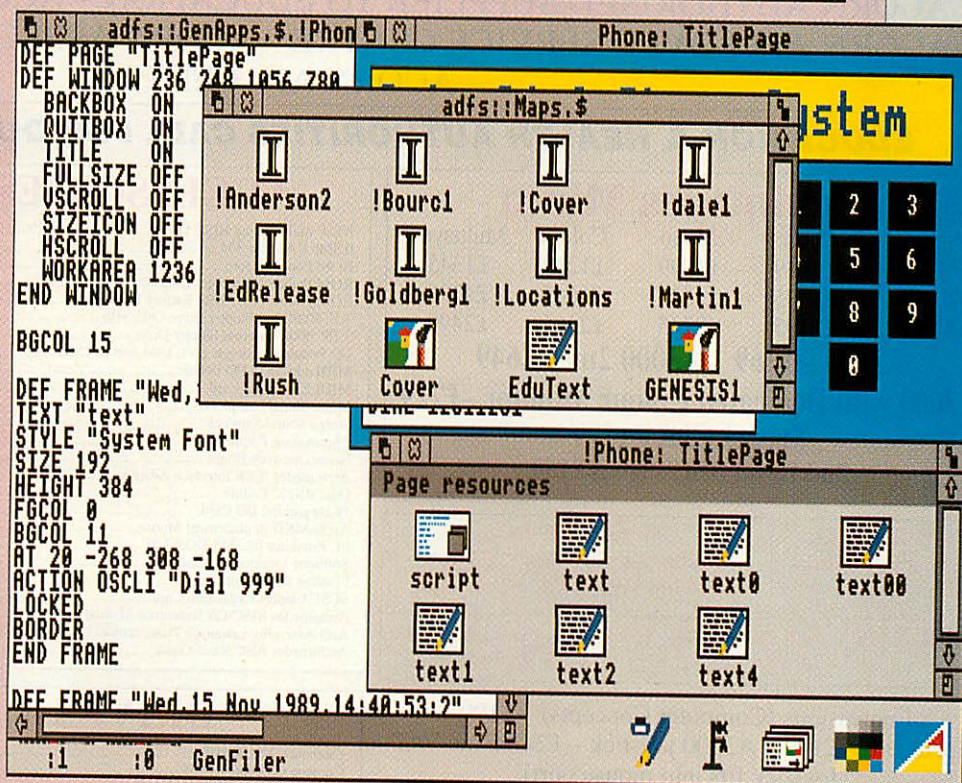 adfs::GenApps.$.!Phon
DEF PAGE "TitlePage"
DEF WINDOW 236 248 1056 780
BACKBOX ON
QUITBOX ON
TITLE ON
FULLSIZE OFF
VSCROLL OFF
SIZEICON OFF
HSCROLL OFF
WORKAREA 1236
END WINDOW
BGCOL 15
DEF FRAME "Wed,
TEXT "text"
STYLE "System Font"
SIZE 192
HEIGHT 384
FGCOL 0
BGCOL 11
AT 20 -268 308 -168
ACTION OSCLI "Dial 999"
LOCKED
BORDER
END FRAME
DEF FRAME "Wed,15 Nov 1989.14:40:53:2"
Phone: TitlePage
System
2 3
5 6
8 9
0
adfs::Maps.$
!Anderson2 !Bourc1 !Cover !dale1
!EdRelease !Goldberg1 !Locations !Martin1
!Rush Cover EduText GENESIS1
!Phone: TitlePage
Page resources
script text text0 text00
text1 text2 text4
:1 :0 GenFiler